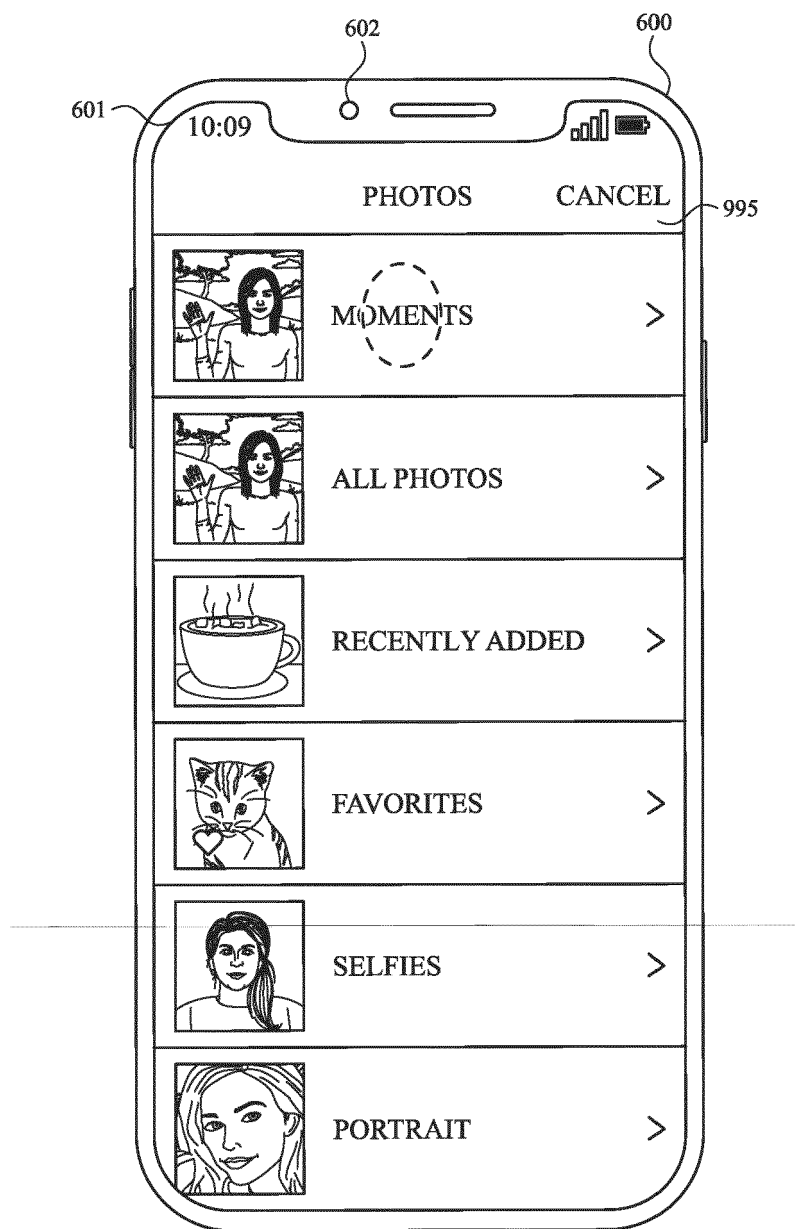 602
600
601
10:09
PHOTOS CANCEL
995
MOMENTS
ALL PHOTOS
RECENTLY ADDED
FAVORITES
SELFIES
PORTRAIT